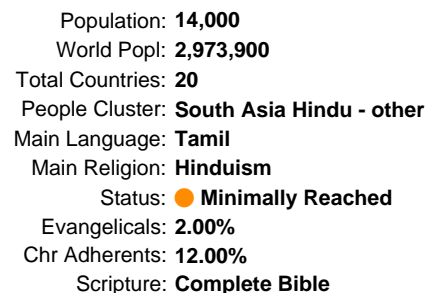 Population: 14,000
World Popl: 2,973,900
Total Countries: 20
People Cluster: South Asia Hindu - other
Main Language: Tamil
Main Religion: Hinduism
Status: Minimally Reached
Evangelicals: 2.00%
Chr Adherents: 12.00%
Scripture: Complete Bible